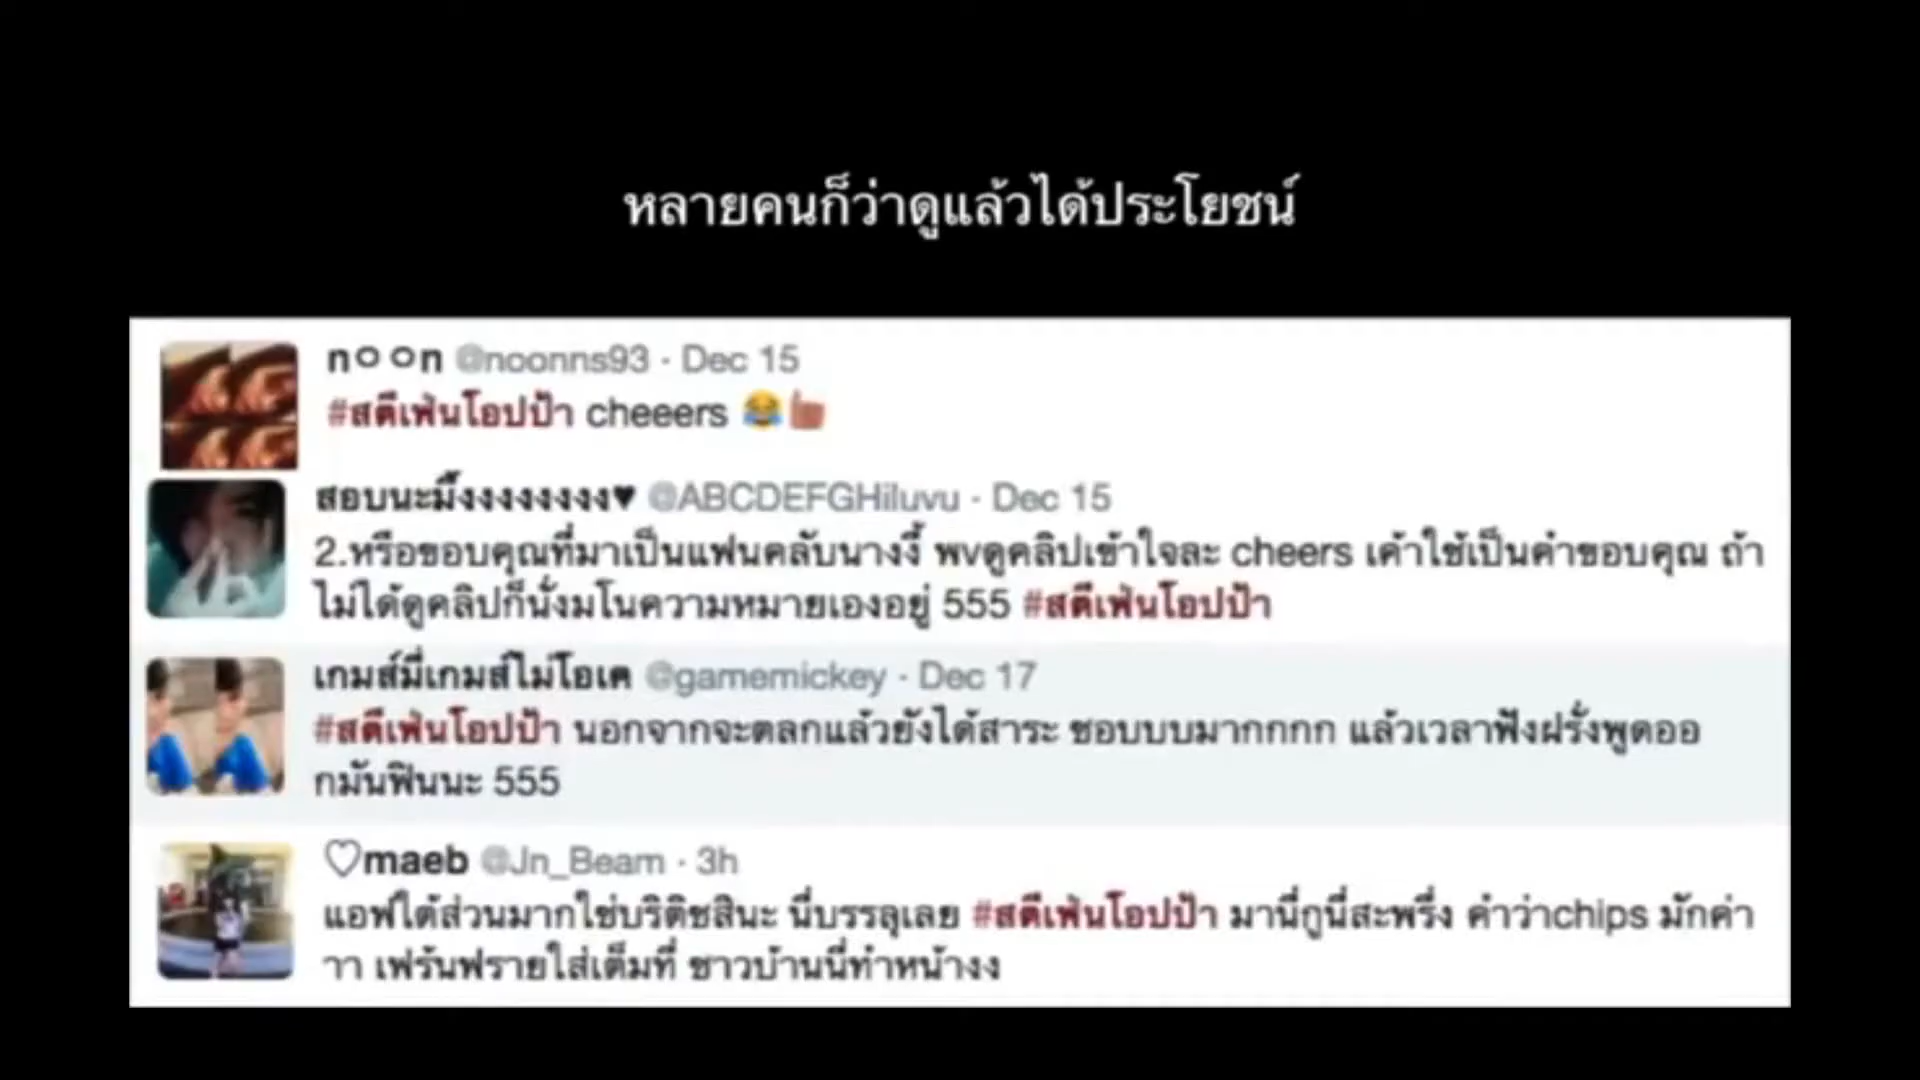 หลายคนก็ว่าดูแล้วได้ประโยชน์
n○○n @noonns93 · Dec 15
#สตีเฟ่นโอปป้า cheeers 😂👍
สอบนะมึ๊งงงงงงงงง♥ @ABCDEFGHiluvu · Dec 15
2.หรือขอบคุณที่มาเป็นแฟนคลับนางงี้ พvดูคลิปเข้าใจละ cheers เค้าใช้เป็นคำขอบคุณ ถ้า
ไม่ได้ดูคลิปก็นั่งมโนความหมายเองอยู่ 555 #สตีเฟ่นโอปป้า
เกมส์มี่เกมส์ไม่โอเค @gamemickey · Dec 17
#สตีเฟ่นโอปป้า นอกจากจะตลกแล้วยังได้สาระ ชอบบบมากกกก แล้วเวลาฟังฝรั่งพูดออ
กมันฟินนะ 555
♡maeb @Jn_Beam · 3h
แอฟได้ส่วนมากใช่บริติชสินะ นี่บรรลุเลย #สตีเฟ่นโอปป้า มานี่กูนี่สะพรึ่ง คำว่าchips มักค่า
าา เฟร้นฟรายใส่เต็มที่ ชาวบ้านนี่ทำหน้างง